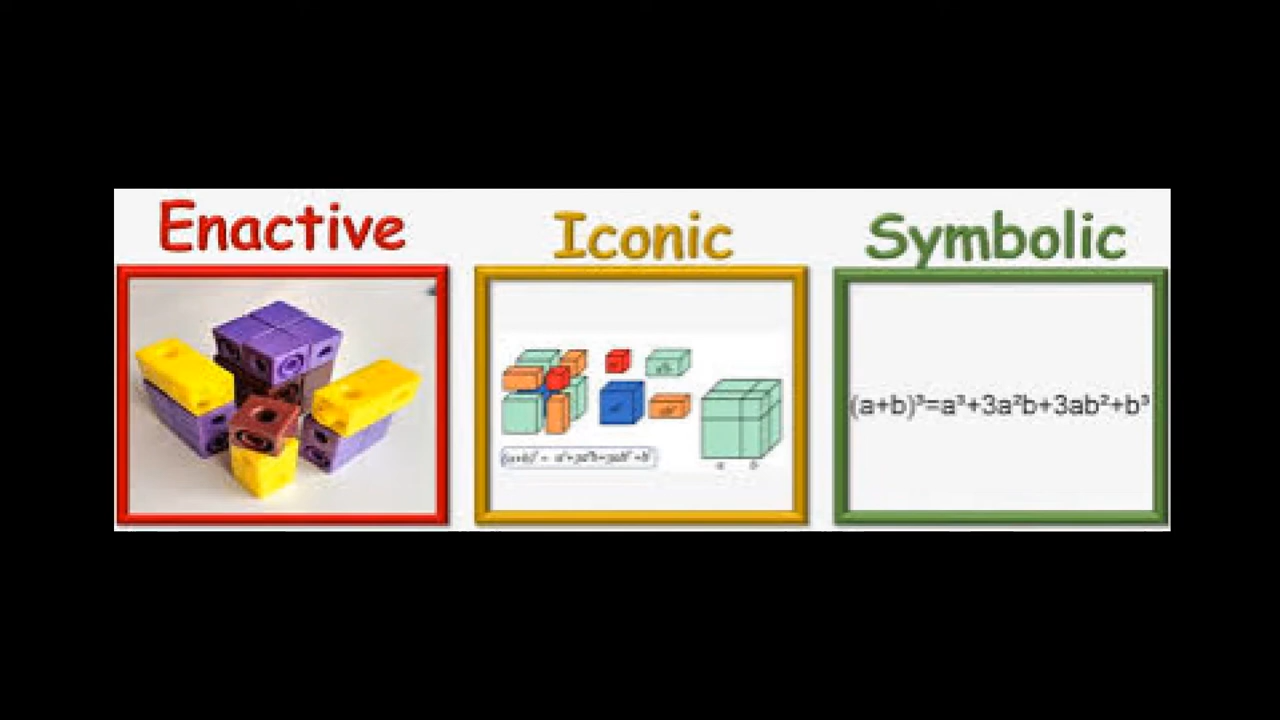 Enactive
Iconic
Symbolic
(a+b)³=a³+3a²b+3ab²+b³
a b